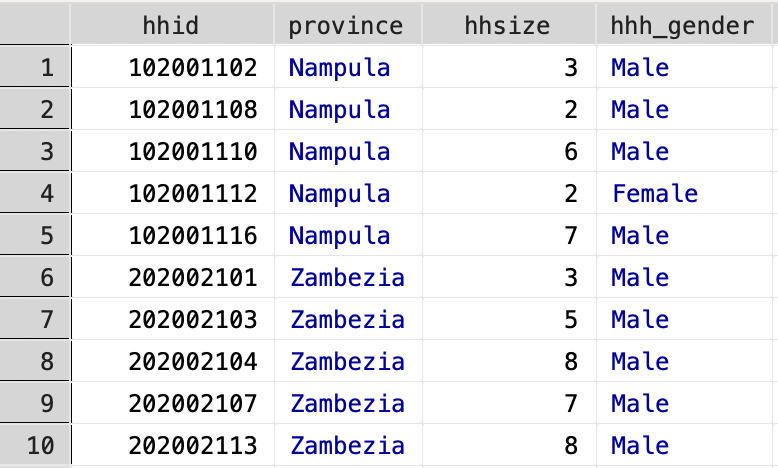 hhid province hhsize hhh_gender
1 102001102 Nampula 3 Male
2 102001108 Nampula 2 Male
3 102001110 Nampula 6 Male
4 102001112 Nampula 2 Female
5 102001116 Nampula 7 Male
6 202002101 Zambezia 3 Male
7 202002103 Zambezia 5 Male
8 202002104 Zambezia 8 Male
9 202002107 Zambezia 7 Male
10 202002113 Zambezia 8 Male